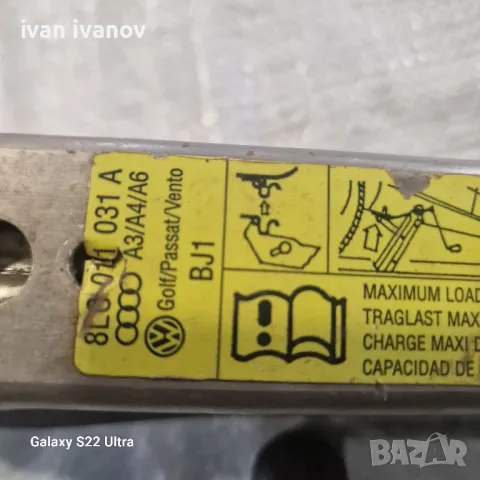 ivan ivanov
8L0 011 031 A
A3/A4/A6
Golf/Passat/Vento
BJ1
MAXIMUM LOAD
TRAGLAST MAX
CHARGE MAXI D
CAPACIDAD DE
Galaxy S22 Ultra
BAZAR